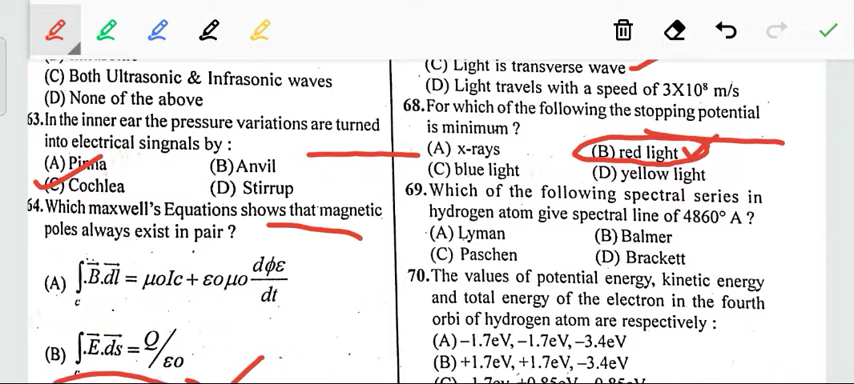 (C) Both Ultrasonic & Infrasonic waves
(D) None of the above
63.In the inner ear the pressure variations are turned
into electrical singnals by :
(A) Pinna (B) Anvil
(C) Cochlea (D) Stirrup
64.Which maxwell's Equations shows that magnetic
poles always exist in pair ?
(A) ∫.B⃗.dl⃗ = μoIc + εoμo dφε/dt
c
(B) ∫.E⃗.ds⃗ = Q/εo
(C) Light is transverse wave
(D) Light travels with a speed of 3X10⁸ m/s
68.For which of the following the stopping potential
is minimum ?
(A) x-rays (B) red light
(C) blue light (D) yellow light
69.Which of the following spectral series in
hydrogen atom give spectral line of 4860° A ?
(A) Lyman (B) Balmer
(C) Paschen (D) Brackett
70.The values of potential energy, kinetic energy
and total energy of the electron in the fourth
orbi of hydrogen atom are respectively :
(A) −1.7eV, −1.7eV, −3.4eV
(B) +1.7eV, +1.7eV, −3.4eV